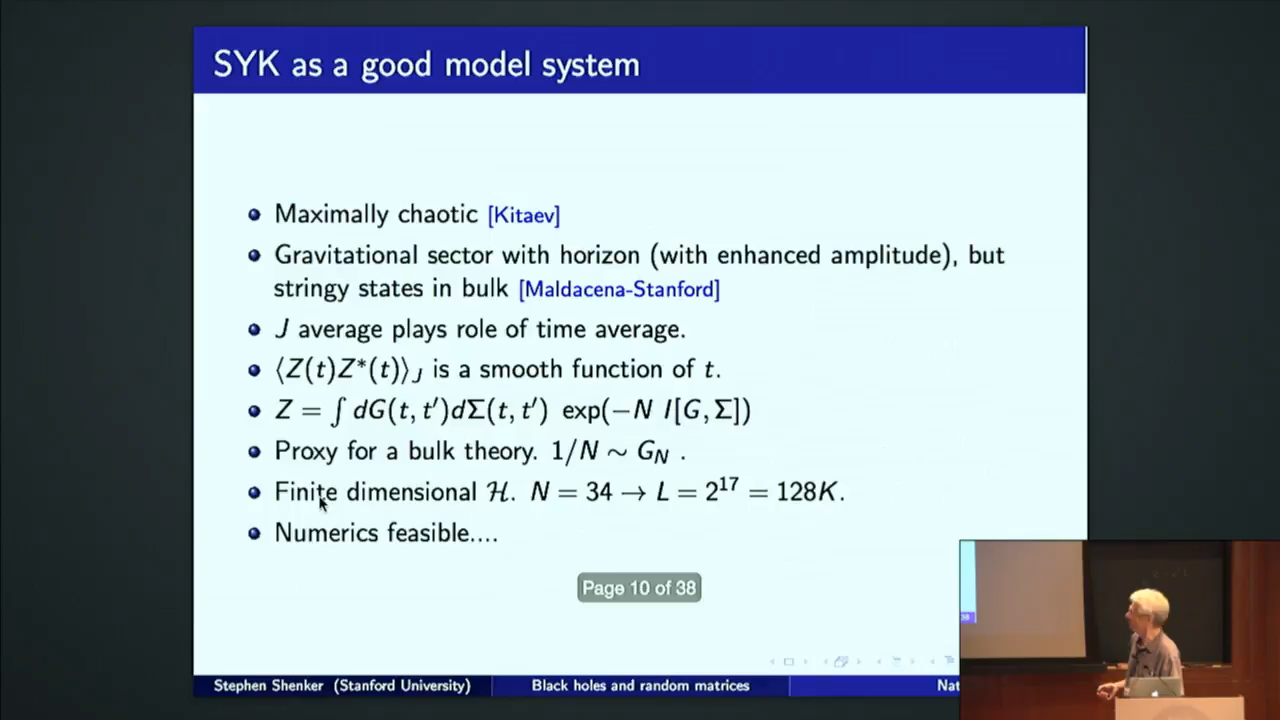 SYK as a good model system
Maximally chaotic [Kitaev]
Gravitational sector with horizon (with enhanced amplitude), but
stringy states in bulk [Maldacena-Stanford]
J average plays role of time average.
⟨Z(t)Z*(t)⟩_J is a smooth function of t.
Z = ∫ dG(t, t′)dΣ(t, t′) exp(−N I[G, Σ])
Proxy for a bulk theory. 1/N ∼ G_N .
Finite dimensional ℋ. N = 34 → L = 2^17 = 128K.
Numerics feasible....
Page 10 of 38
Stephen Shenker (Stanford University) Black holes and random matrices Nat